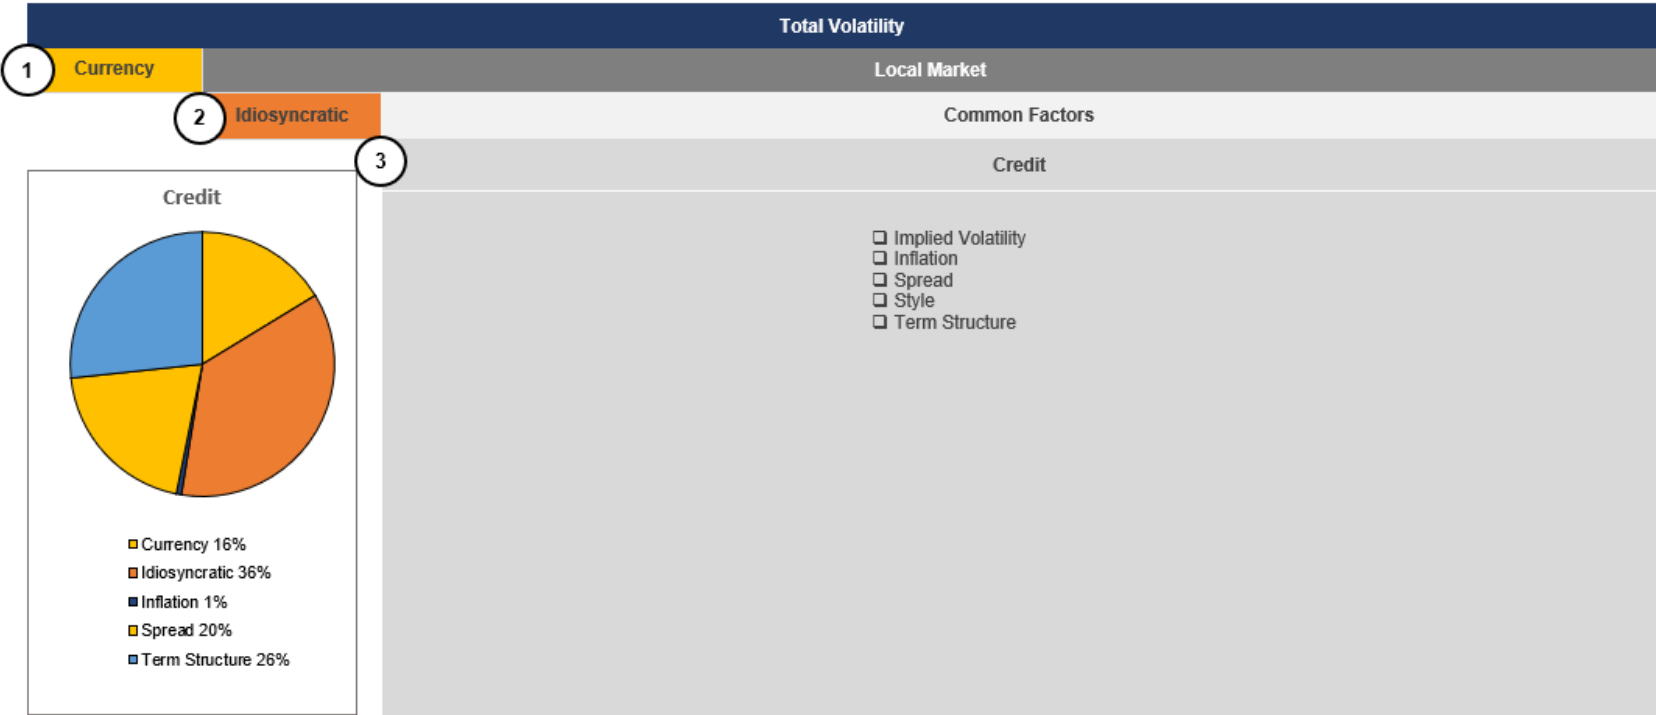 Total Volatility
1
Currency
Local Market
2
Idiosyncratic
Common Factors
3
Credit
Credit
❑ Implied Volatility
❑ Inflation
❑ Spread
❑ Style
❑ Term Structure
Currency 16%
Idiosyncratic 36%
Inflation 1%
Spread 20%
Term Structure 26%